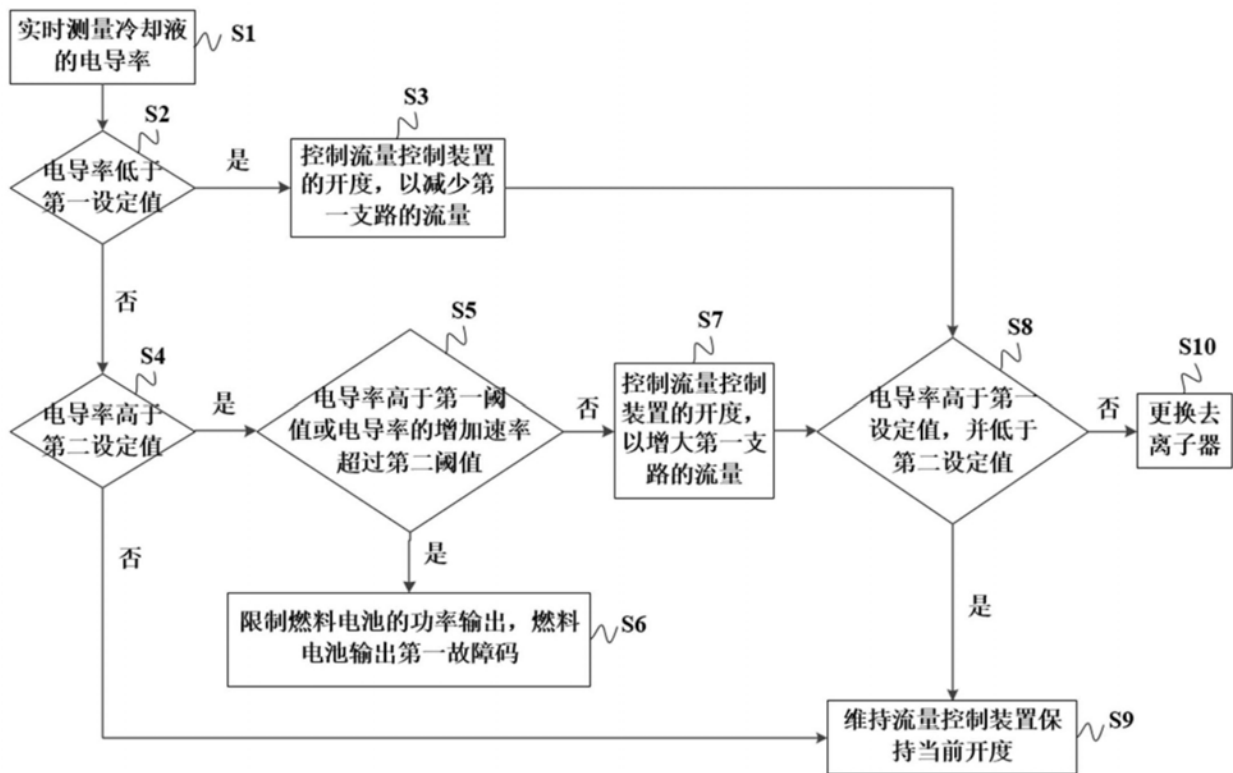 实时测量冷却液
的电导率
S1
S2
电导率低于
第一设定值
是
S3
控制流量控制装置
的开度，以减少第
一支路的流量
否
S4
电导率高于
第二设定值
是
S5
电导率高于第一阈
值或电导率的增加速率
超过第二阈值
否
S7
控制流量控制
装置的开度，
以增大第一支
路的流量
S8
电导率高于第一
设定值，并低于
第二设定值
否
S10
更换去
离子器
否
是
限制燃料电池的功率输出，燃料
电池输出第一故障码
S6
是
维持流量控制装置保
持当前开度
S9